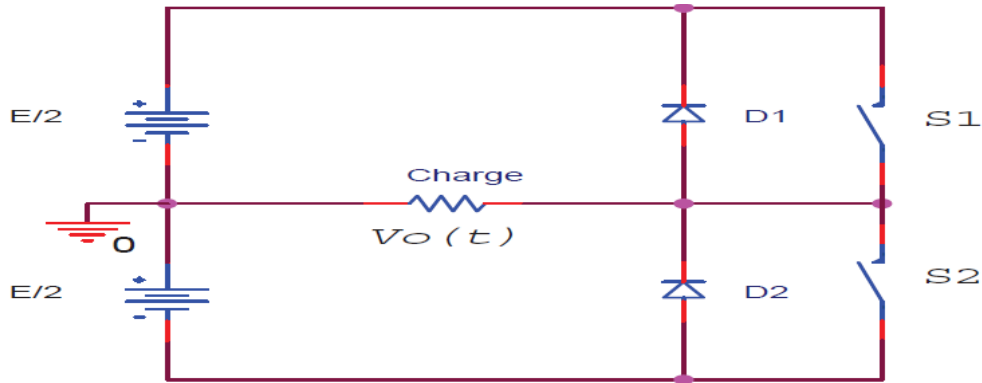 E/2
+
-
D1
S1
Charge
Vo(t)
0
E/2
+
-
D2
S2